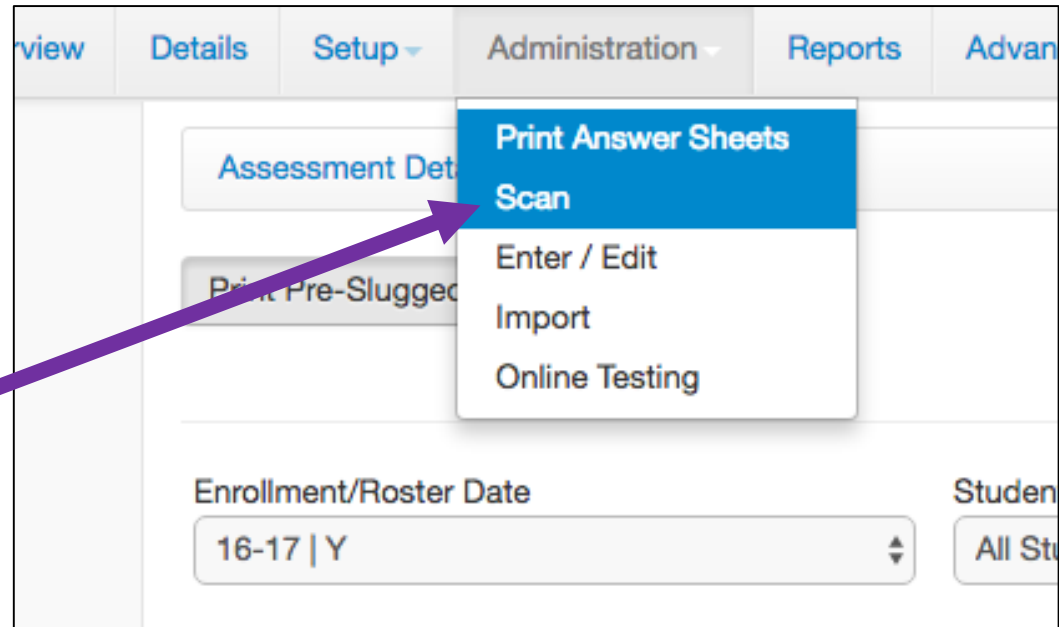 rview Details Setup Administration Reports Advan
Print Answer Sheets
Assessment Det
Scan
Enter / Edit
Print Pre-Slugged
Import
Online Testing
Enrollment/Roster Date Studen
16-17 | Y All Stu